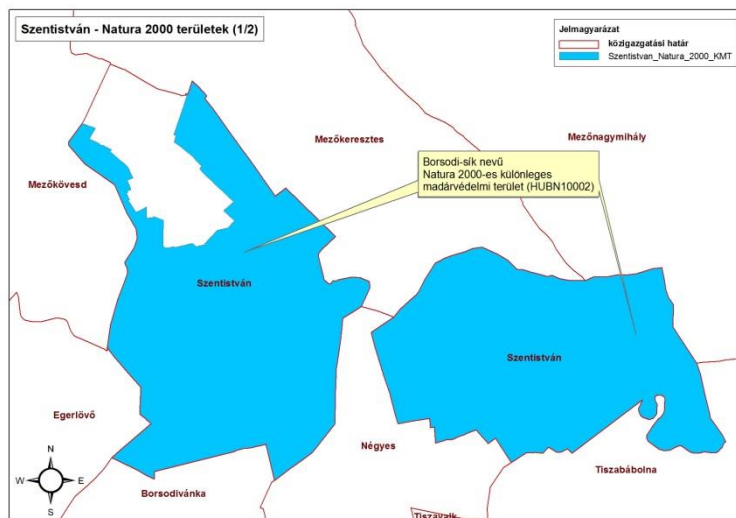 Szentistván - Natura 2000 területek (1/2)
Jelmagyarázat
közigazgatási határ
Szentistvan_Natura_2000_KMT
Mezőkeresztes
Mezőnagymihály
Borsodi-sík nevű
Natura 2000-es különleges
madárvédelmi terület (HUBN10002)
Mezőkövesd
Szentistván
Szentistván
Egerlövő
Négyes
Tiszabábolna
Borsodivánka
Tiszavalk
N
W
E
S